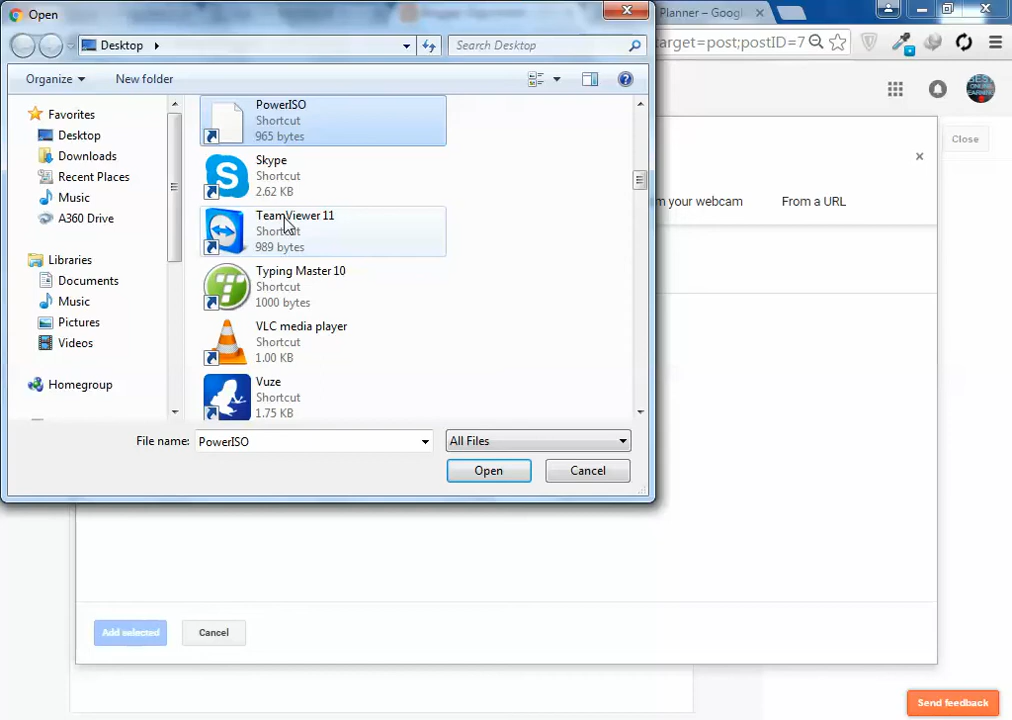 Open
Planner – Googl
Desktop
Search Desktop
target=post;postID=7
Organize
New folder
Favorites
Desktop
Downloads
Recent Places
Music
A360 Drive
Libraries
Documents
Music
Pictures
Videos
Homegroup
PowerISO
Shortcut
965 bytes
Skype
Shortcut
2.62 KB
TeamViewer 11
Shortcut
989 bytes
Typing Master 10
Shortcut
1000 bytes
VLC media player
Shortcut
1.00 KB
Vuze
Shortcut
1.75 KB
File name:
PowerISO
All Files
Open
Cancel
Close
m your webcam
From a URL
Add selected
Cancel
Send feedback